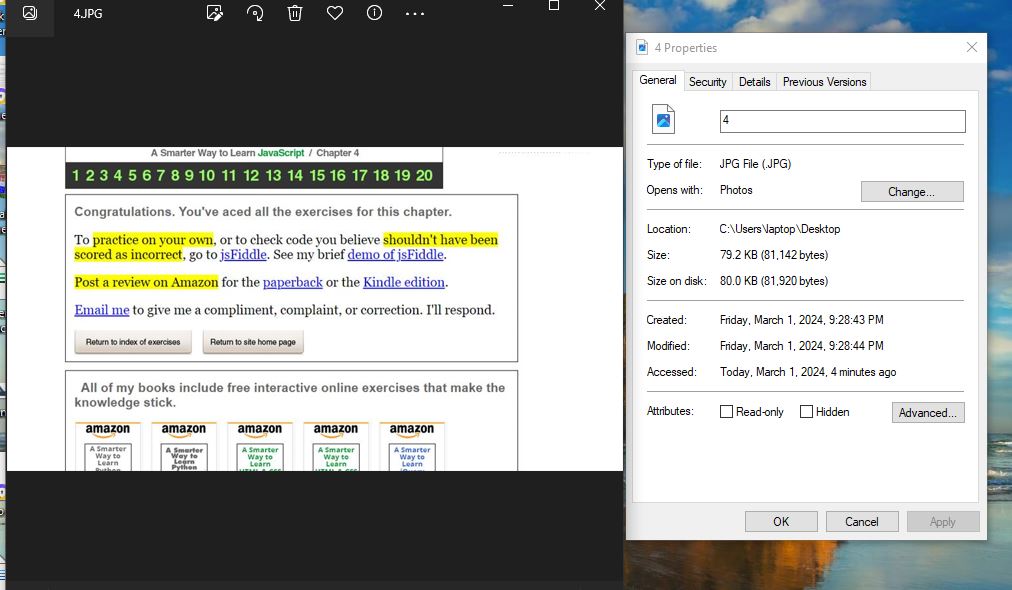 4.JPG
A Smarter Way to Learn JavaScript / Chapter 4
1 2 3 4 5 6 7 8 9 10 11 12 13 14 15 16 17 18 19 20
Congratulations. You've aced all the exercises for this chapter.
To practice on your own, or to check code you believe shouldn't have been
scored as incorrect, go to jsFiddle. See my brief demo of jsFiddle.
Post a review on Amazon for the paperback or the Kindle edition.
Email me to give me a compliment, complaint, or correction. I'll respond.
Return to index of exercises Return to site home page
All of my books include free interactive online exercises that make the
knowledge stick.
amazon amazon amazon amazon amazon
A Smarter A Smarter A Smarter A Smarter A Smarter
Way to Way to Way to Way to Way to
Learn Learn Learn Learn Learn
Python Python HTML & CSS HTML & CSS jQuery
4 Properties
General Security Details Previous Versions
4
Type of file: JPG File (.JPG)
Opens with: Photos Change...
Location: C:\Users\laptop\Desktop
Size: 79.2 KB (81,142 bytes)
Size on disk: 80.0 KB (81,920 bytes)
Created: Friday, March 1, 2024, 9:28:43 PM
Modified: Friday, March 1, 2024, 9:28:44 PM
Accessed: Today, March 1, 2024, 4 minutes ago
Attributes: Read-only Hidden Advanced...
OK Cancel Apply